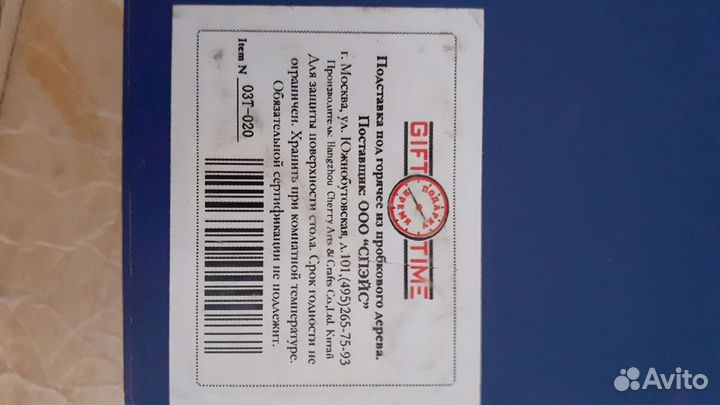 GIFT TIME
ПОДАРКУ ВРЕМЯ
Подставка под горячее из пробкового дерева.
Поставщик: ООО "СПЭЙС"
г. Москва, ул. Южнобутовская, д.101,(495)265-75-93
Производитель: Hangzhou Cherry Arts & Crafts Co,Ltd. Китай
Для защиты поверхности стола. Срок годности не
ограничен. Хранить при комнатной температуре.
Обязательной сертификации не подлежит.
Item N 03T-020
Avito